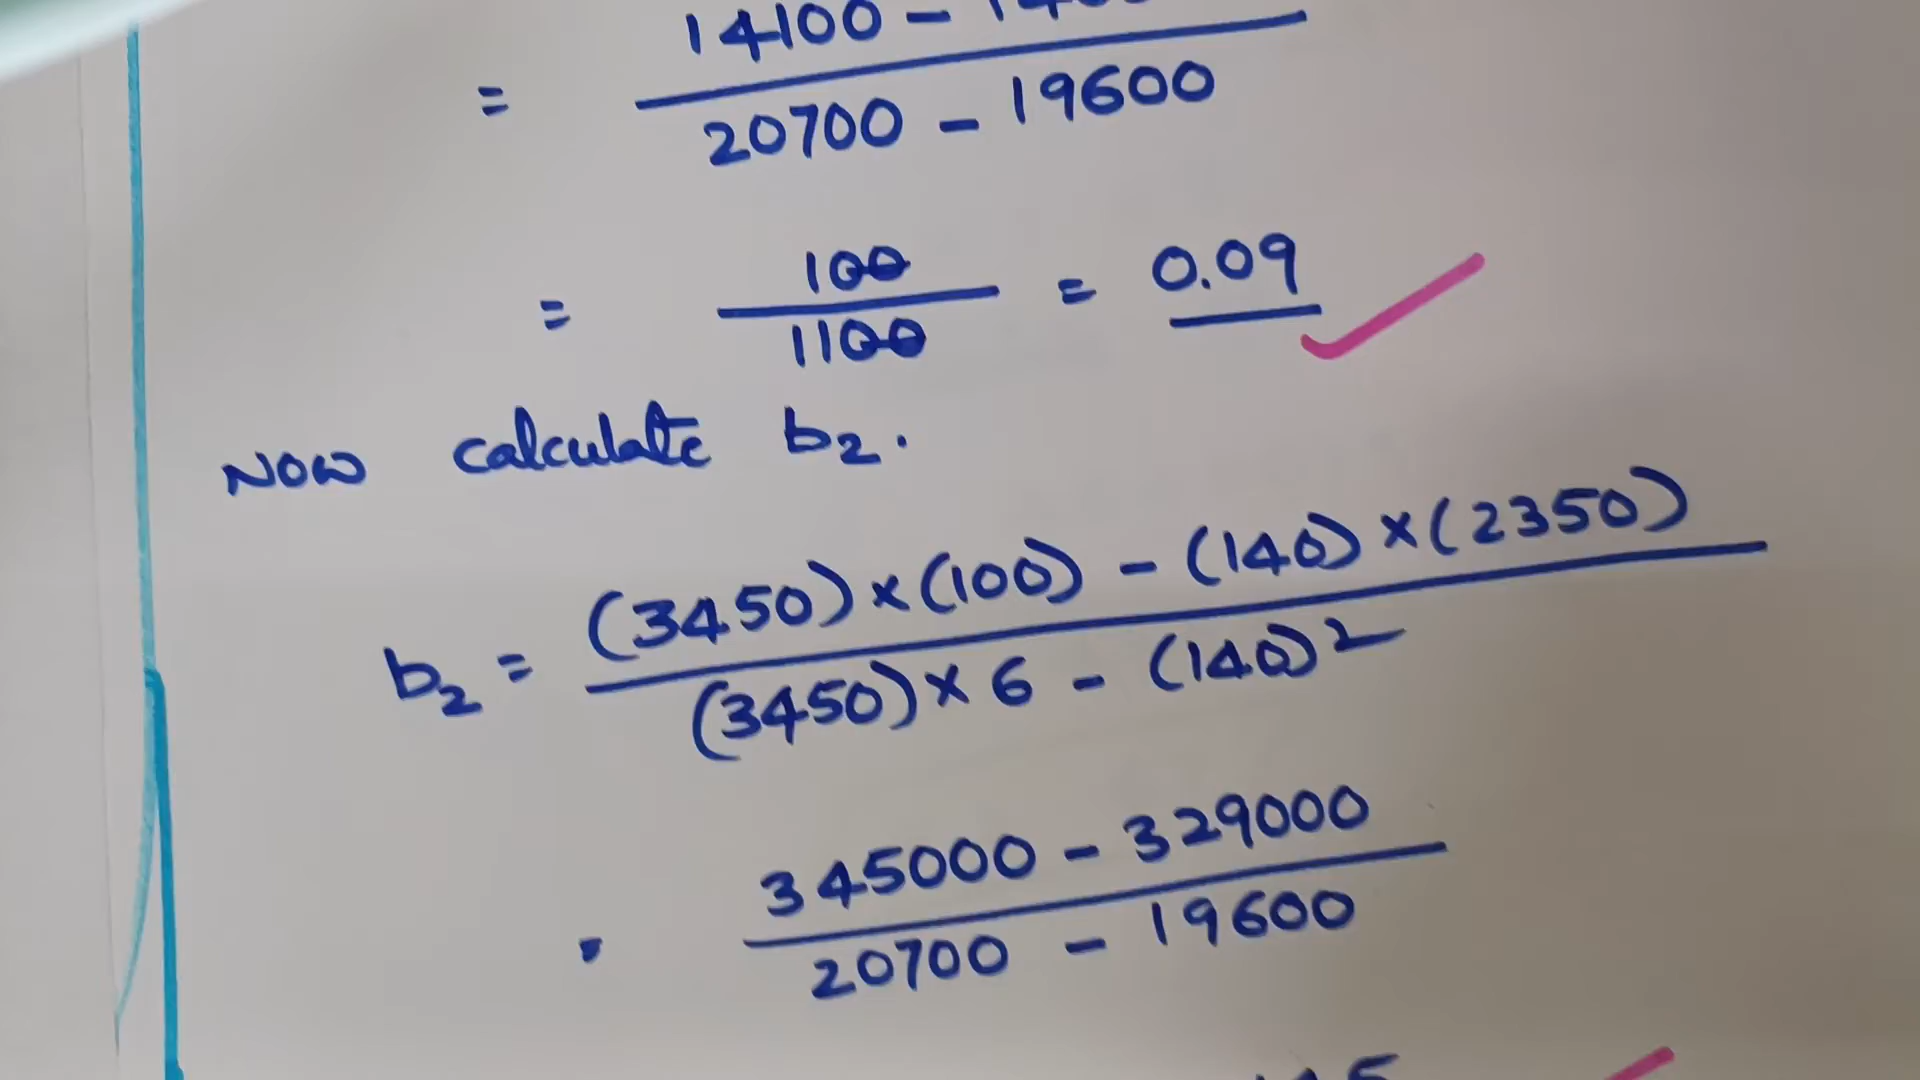 14100 - 14
= 20700 - 19600
= 100 / 1100 = 0.09
Now calculate b2.
b2 = (3450)×(100) - (140)×(2350)
(3450)×6 - (140)²
= 345000 - 329000
20700 - 19600